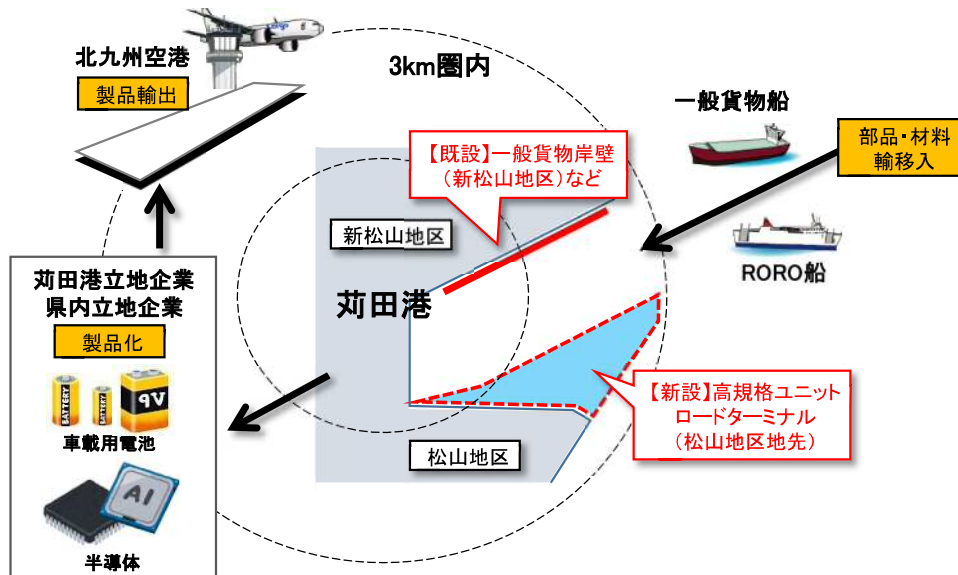 北九州空港
製品輸出
3km圏内
一般貨物船
部品・材料
輸移入
【既設】一般貨物岸壁
（新松山地区）など
新松山地区
RORO船
苅田港立地企業
県内立地企業
製品化
苅田港
BATTERY
BATTERY
9V
車載用電池
【新設】高規格ユニット
ロードターミナル
（松山地区地先）
松山地区
AI
半導体